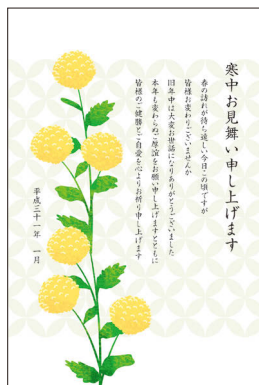 寒中お見舞い申し上げます
春の訪れが待ち遠しい今日この頃ですが
皆様お変わりございませんか
旧年中は大変お世話になりありがとうございました
本年も変わらぬご厚誼をお願い申し上げますとともに
皆様のご健勝とご自愛を心よりお祈り申し上げます
平成三十一年 一月